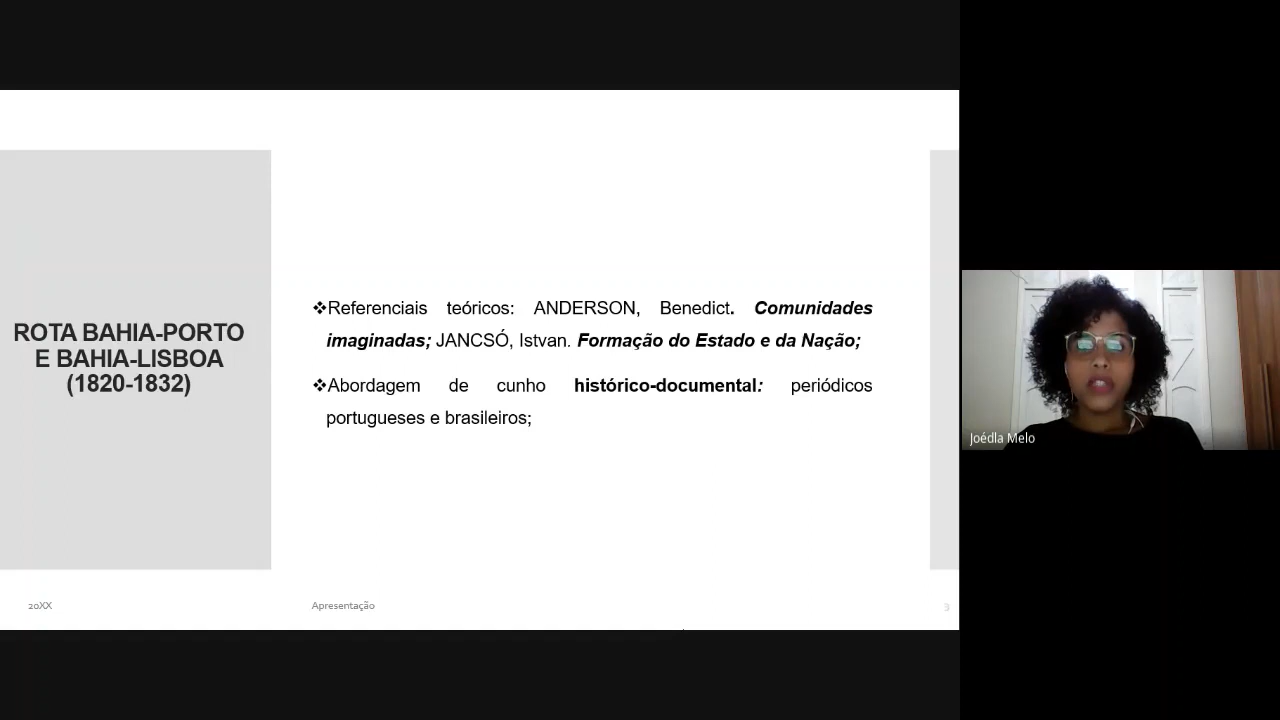 ROTA BAHIA-PORTO
E BAHIA-LISBOA
(1820-1832)
❖Referenciais teóricos: ANDERSON, Benedict. Comunidades
imaginadas; JANCSÓ, Istvan. Formação do Estado e da Nação;
❖Abordagem de cunho histórico-documental: periódicos
portugueses e brasileiros;
20XX
Apresentação
3
Joédla Melo